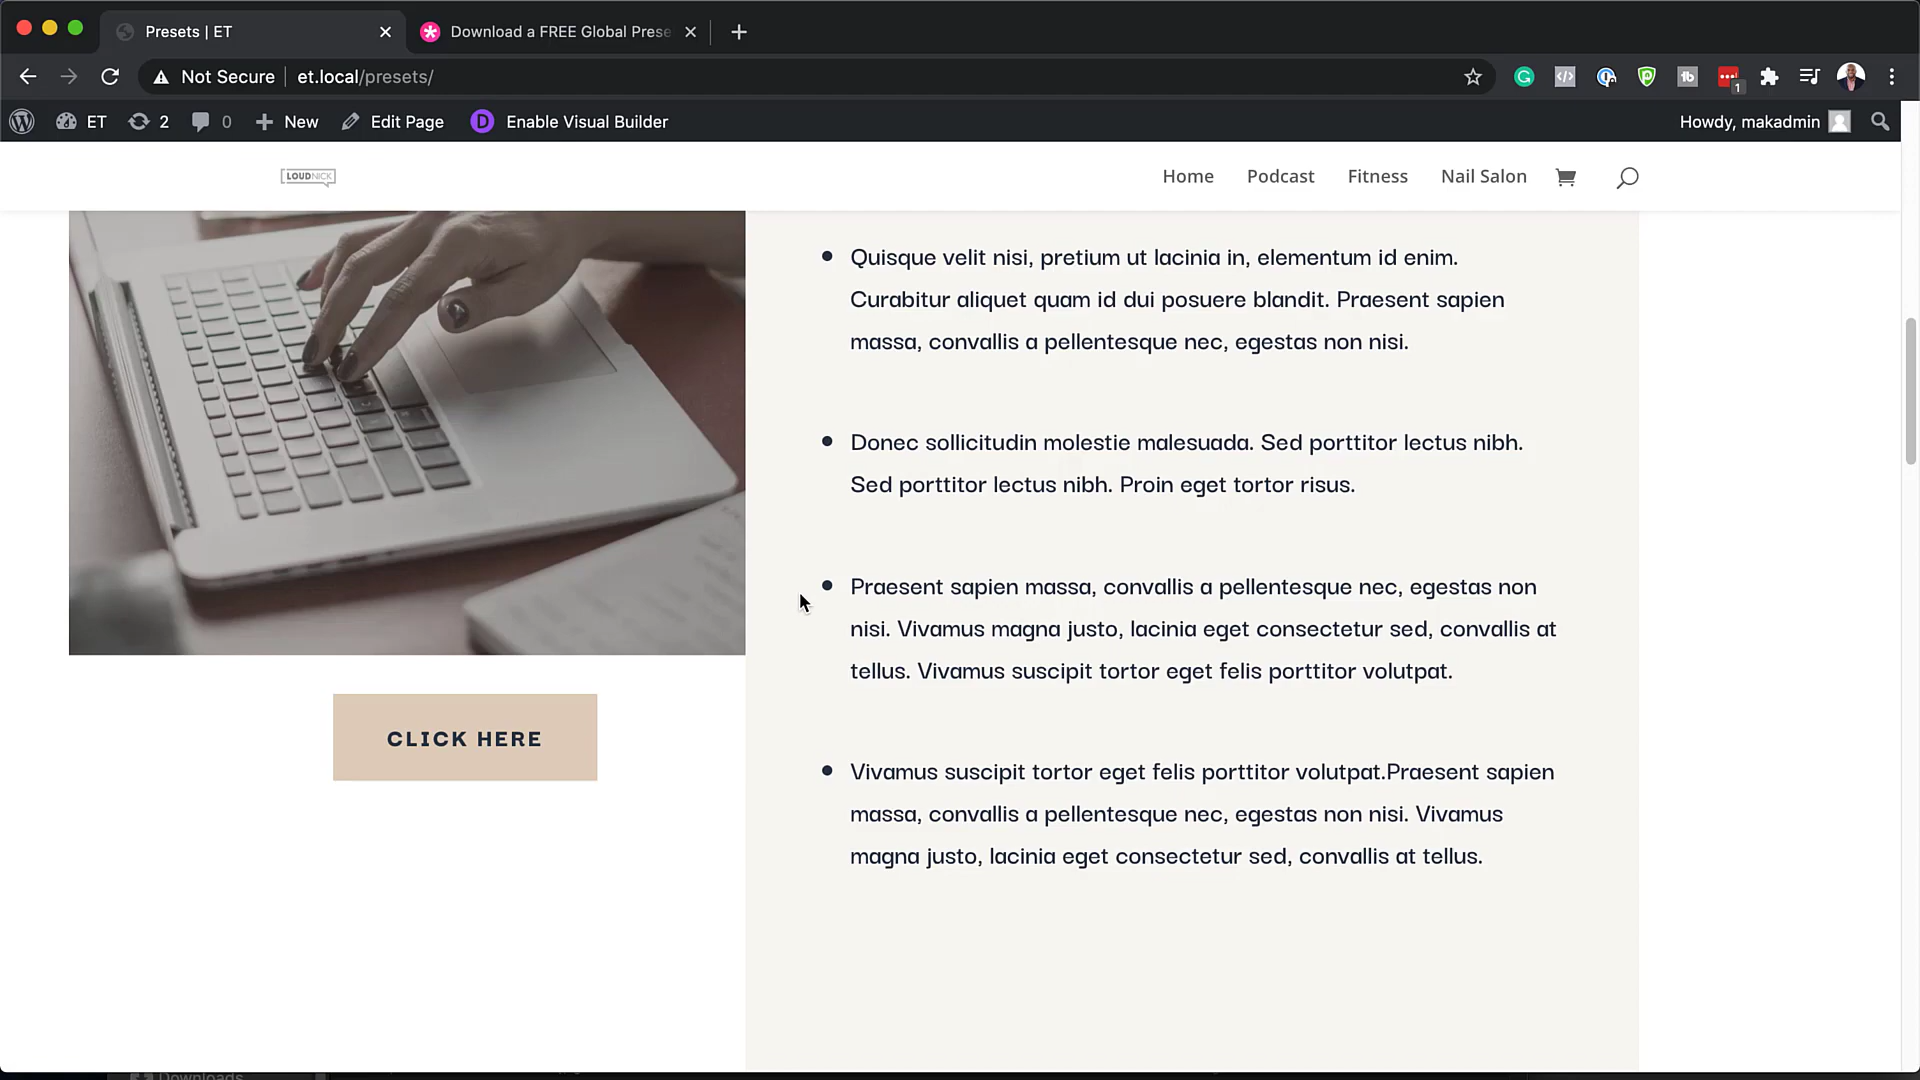 Presets | ET
Download a FREE Global Prese
Not Secure
et.local/presets/
1
ET
2
0
New
Edit Page
D
Enable Visual Builder
Howdy, makadmin
LOUDNICK
Home
Podcast
Fitness
Nail Salon
Quisque velit nisi, pretium ut lacinia in, elementum id enim.
Curabitur aliquet quam id dui posuere blandit. Praesent sapien
massa, convallis a pellentesque nec, egestas non nisi.
Donec sollicitudin molestie malesuada. Sed porttitor lectus nibh.
Sed porttitor lectus nibh. Proin eget tortor risus.
Praesent sapien massa, convallis a pellentesque nec, egestas non
nisi. Vivamus magna justo, lacinia eget consectetur sed, convallis at
tellus. Vivamus suscipit tortor eget felis porttitor volutpat.
CLICK HERE
Vivamus suscipit tortor eget felis porttitor volutpat.Praesent sapien
massa, convallis a pellentesque nec, egestas non nisi. Vivamus
magna justo, lacinia eget consectetur sed, convallis at tellus.
Downloads